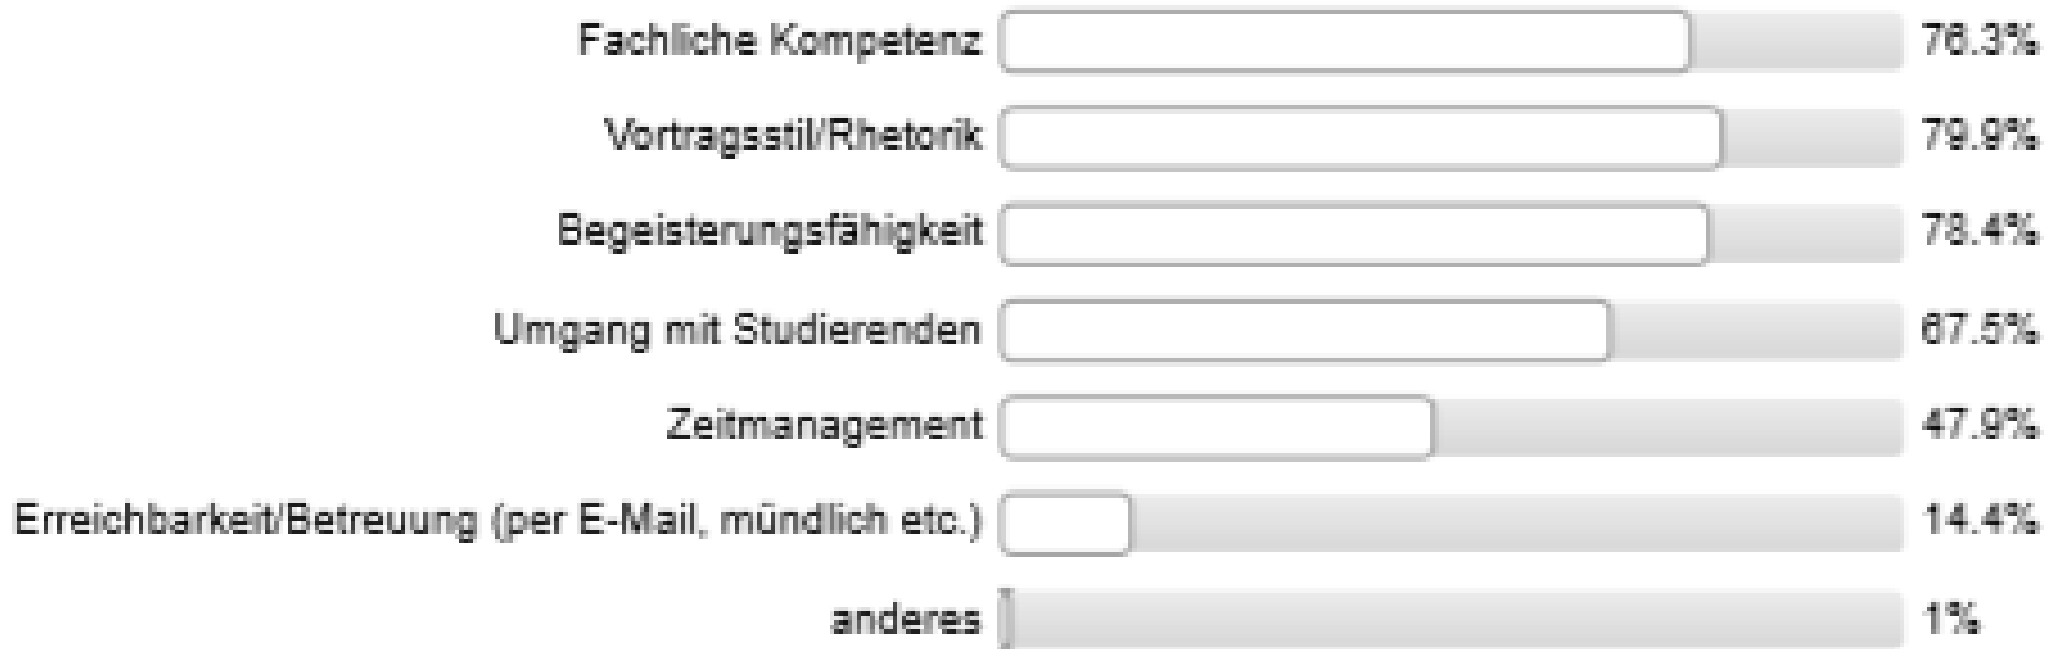 Fachliche Kompetenz 76.3%
Vortragsstil/Rhetorik 79.9%
Begeisterungsfähigkeit 78.4%
Umgang mit Studierenden 67.5%
Zeitmanagement 47.9%
Erreichbarkeit/Betreuung (per E-Mail, mündlich etc.) 14.4%
anderes 1%